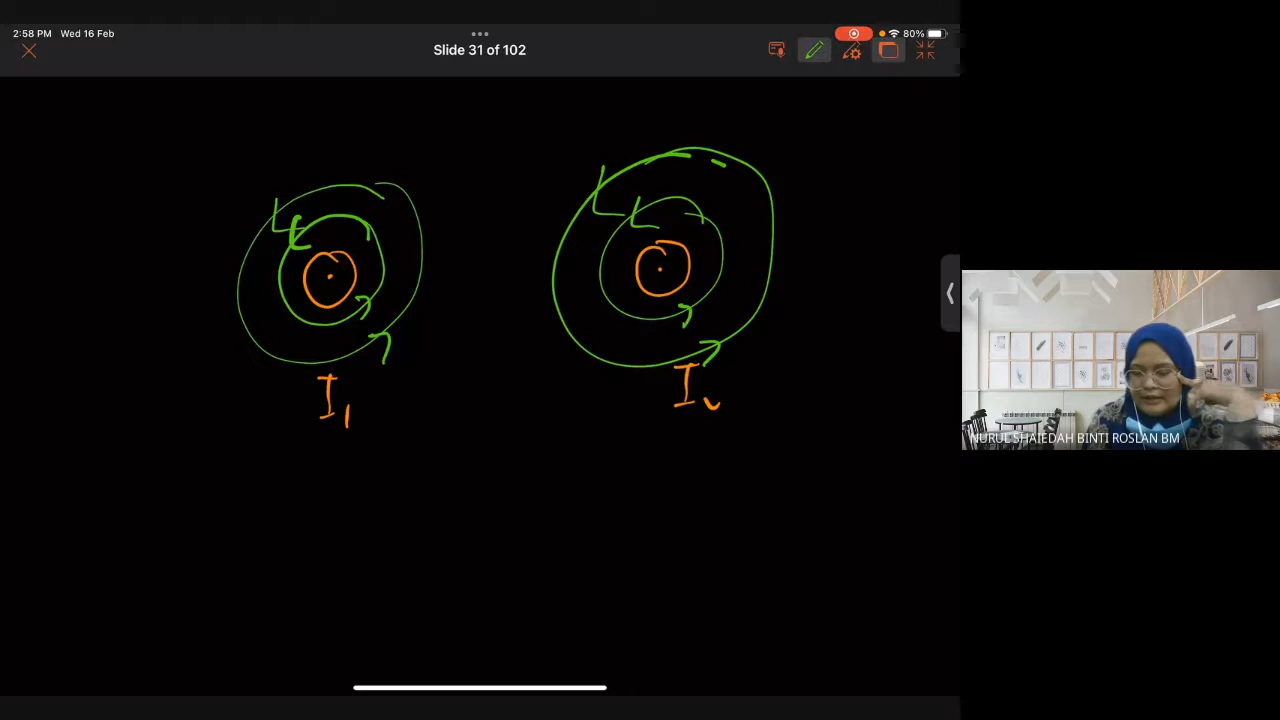 2:58 PM Wed 16 Feb
80%
Slide 31 of 102
I₁
I₂
NURUL SHAIEDAH BINTI ROSLAN BM